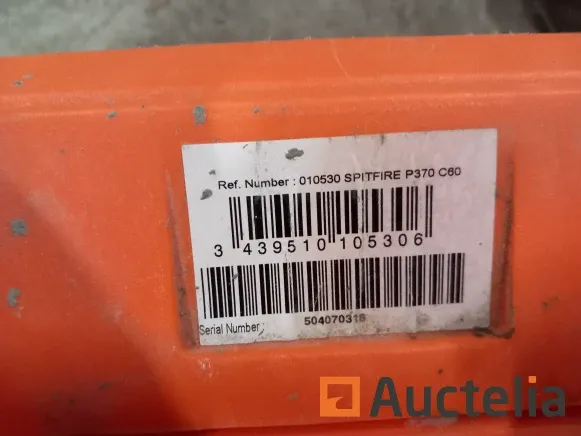 Ref. Number : 010530 SPITFIRE P370 C60
3 439510 105306
504070318
Serial Number :
Auctelia